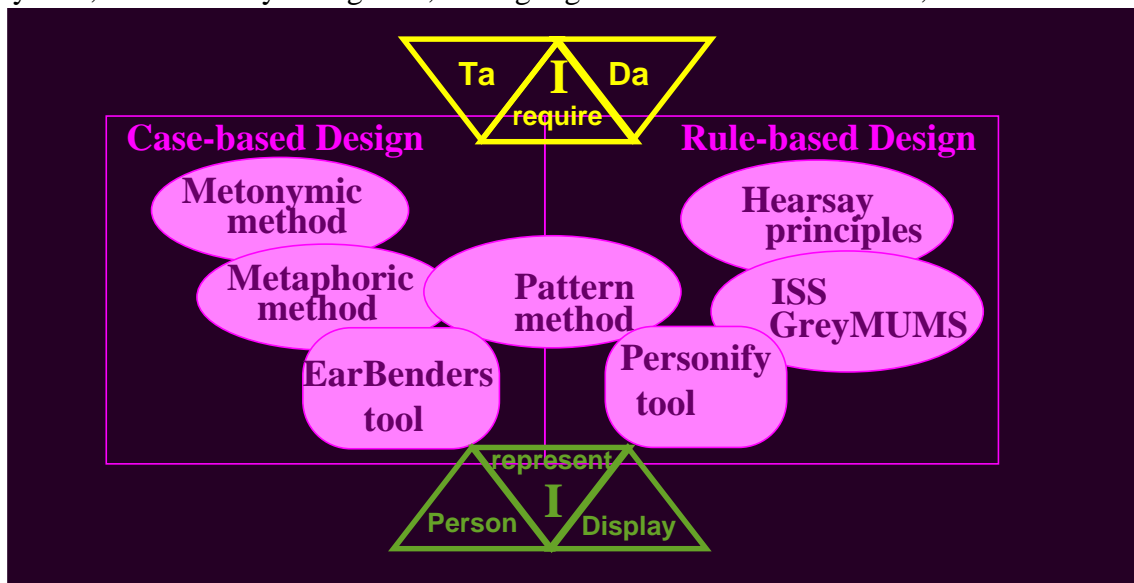 Ta I Da
require
Case-based Design
Rule-based Design
Metonymic
method
Hearsay
principles
Metaphoric
method
Pattern
method
ISS
GreyMUMS
EarBenders
tool
Personify
tool
represent
Person I Display